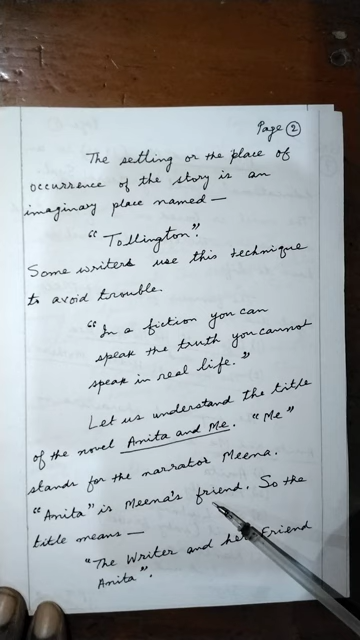 Page 2
The setting or the place of
occurrence of the story is an
imaginary place named —
"Tollington".
Some writers use this technique
to avoid trouble.
"In a fiction you can
speak the truth you cannot
speak in real life."
Let us understand the title
of the novel Anita and Me. "Me"
stands for the narrator Meena.
"Anita" is Meena's friend. So the
title means —
"The Writer and her Friend
Anita".